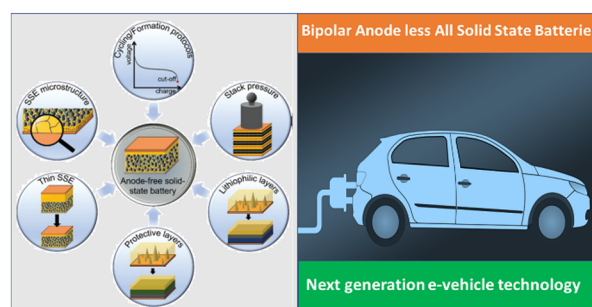 Cycling/Formation protocols
voltage
cut-off
charge
SSE microstructure
Stack pressure
Anode-free solid-
state battery
Thin SSE
Lithiophilic layers
Protective layers
Bipolar Anode less All Solid State Batterie
Next generation e-vehicle technology